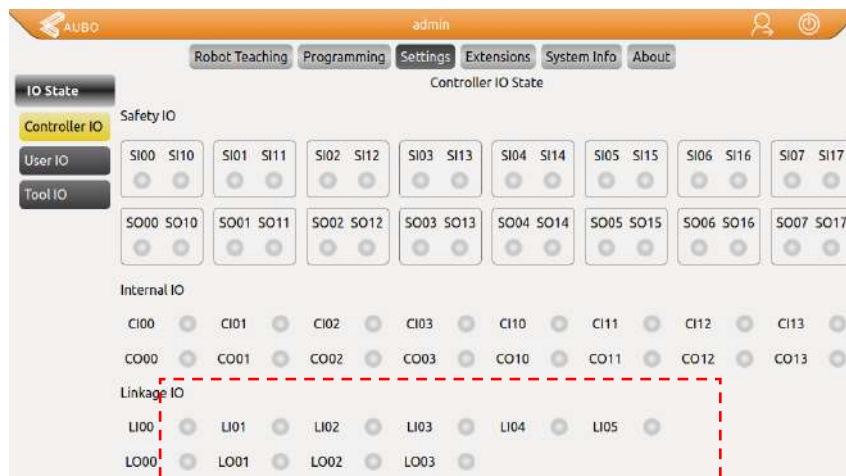 AUBO admin
Robot Teaching Programming Settings Extensions System Info About
Controller IO State
IO State
Controller IO
User IO
Tool IO
Safety IO
SI00 SI10 SI01 SI11 SI02 SI12 SI03 SI13 SI04 SI14 SI05 SI15 SI06 SI16 SI07 SI17
SO00 SO10 SO01 SO11 SO02 SO12 SO03 SO13 SO04 SO14 SO05 SO15 SO06 SO16 SO07 SO17
Internal IO
CI00 CI01 CI02 CI03 CI10 CI11 CI12 CI13
CO00 CO01 CO02 CO03 CO10 CO11 CO12 CO13
Linkage IO
LI00 LI01 LI02 LI03 LI04 LI05
LO00 LO01 LO02 LO03